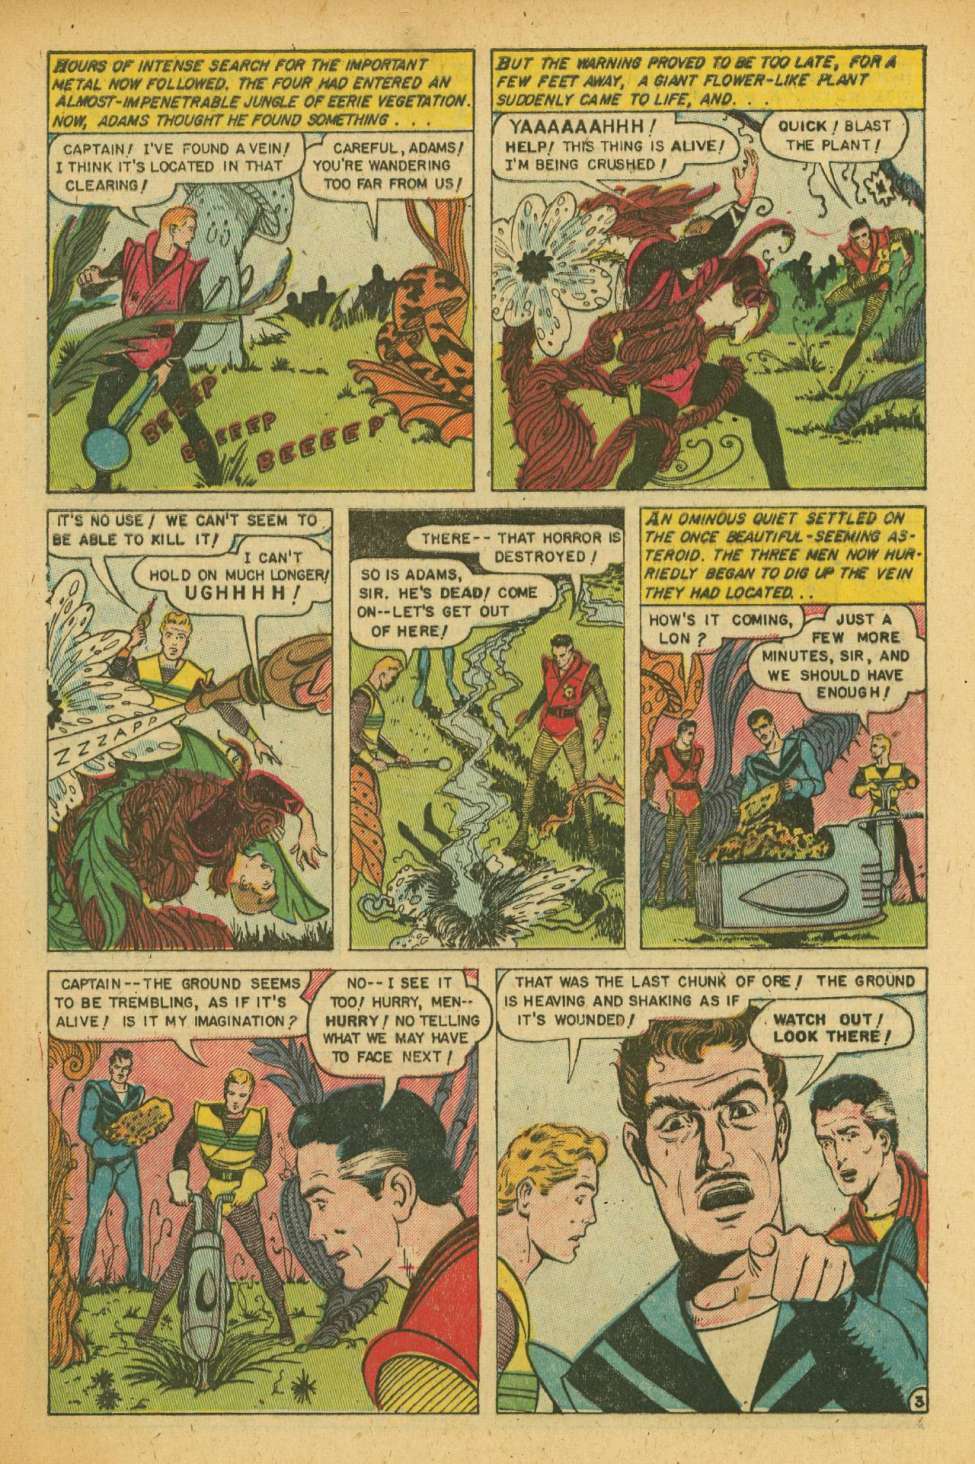 HOURS OF INTENSE SEARCH FOR THE IMPORTANT
METAL NOW FOLLOWED. THE FOUR HAD ENTERED AN
ALMOST-IMPENETRABLE JUNGLE OF EERIE VEGETATION.
NOW, ADAMS THOUGHT HE FOUND SOMETHING . . .
CAPTAIN! I'VE FOUND A VEIN!
I THINK IT'S LOCATED IN THAT
CLEARING!
CAREFUL, ADAMS!
YOU'RE WANDERING
TOO FAR FROM US!
BEEEEP
BEEEEP
BEEEEEP
BUT THE WARNING PROVED TO BE TOO LATE, FOR A
FEW FEET AWAY, A GIANT FLOWER-LIKE PLANT
SUDDENLY CAME TO LIFE, AND. . .
YAAAAAAHHH!
HELP! THIS THING IS ALIVE!
I'M BEING CRUSHED!
QUICK! BLAST
THE PLANT!
IT'S NO USE! WE CAN'T SEEM TO
BE ABLE TO KILL IT!
I CAN'T
HOLD ON MUCH LONGER!
UGHHHH!
ZZZZAPP
THERE-- THAT HORROR IS
DESTROYED!
SO IS ADAMS,
SIR. HE'S DEAD! COME
ON--LET'S GET OUT
OF HERE!
AN OMINOUS QUIET SETTLED ON
THE ONCE BEAUTIFUL-SEEMING AS-
TEROID. THE THREE MEN NOW HUR-
RIEDLY BEGAN TO DIG UP THE VEIN
THEY HAD LOCATED...
HOW'S IT COMING,
LON?
JUST A
FEW MORE
MINUTES, SIR, AND
WE SHOULD HAVE
ENOUGH!
CAPTAIN--THE GROUND SEEMS
TO BE TREMBLING, AS IF IT'S
ALIVE! IS IT MY IMAGINATION?
NO--I SEE IT
TOO! HURRY, MEN--
HURRY! NO TELLING
WHAT WE MAY HAVE
TO FACE NEXT!
THAT WAS THE LAST CHUNK OF ORE! THE GROUND
IS HEAVING AND SHAKING AS IF
IT'S WOUNDED!
WATCH OUT!
LOOK THERE!
3